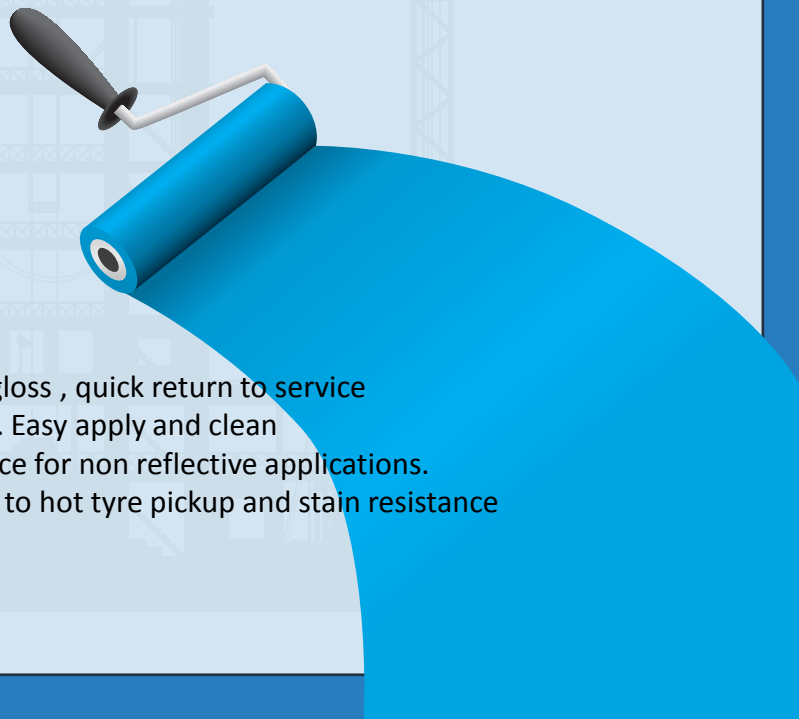 gloss , quick return to service
. Easy apply and clean
ce for non reflective applications.
to hot tyre pickup and stain resistance